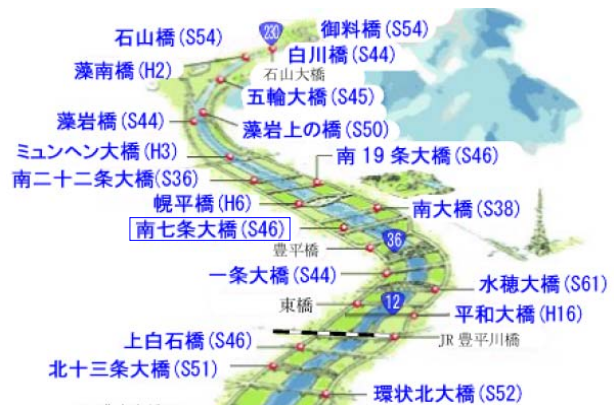 石山橋(S54)
230
御料橋(S54)
白川橋(S44)
藻南橋(H2)
石山大橋
五輪大橋(S45)
藻岩橋(S44)
藻岩上の橋(S50)
ミュンヘン大橋(H3)
南19条大橋(S46)
南二十二条大橋(S36)
幌平橋(H6)
南大橋(S38)
南七条大橋(S46)
豊平橋
36
一条大橋(S44)
水穂大橋(S61)
東橋
12
平和大橋(H16)
上白石橋(S46)
JR豊平川橋
北十三条大橋(S51)
環状北大橋(S52)